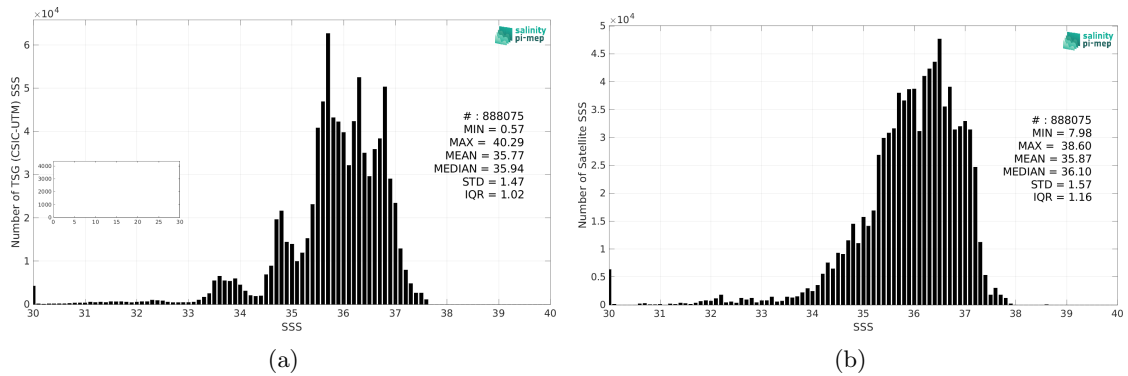 ×10⁴
6
5
4
3
2
1
0
Number of TSG (CSIC-UTM) SSS
salinity
pi-mep
# : 888075
MIN = 0.57
MAX = 40.29
MEAN = 35.77
MEDIAN = 35.94
STD = 1.47
IQR = 1.02
4000
3000
2000
1000
0
0 5 10 15 20 25 30
30 31 32 33 34 35 36 37 38 39 40
SSS
(a)
×10⁴
5
4.5
4
3.5
3
2.5
2
1.5
1
0.5
0
Number of Satellite SSS
salinity
pi-mep
# : 888075
MIN = 7.98
MAX = 38.60
MEAN = 35.87
MEDIAN = 36.10
STD = 1.57
IQR = 1.16
30 31 32 33 34 35 36 37 38 39 40
SSS
(b)